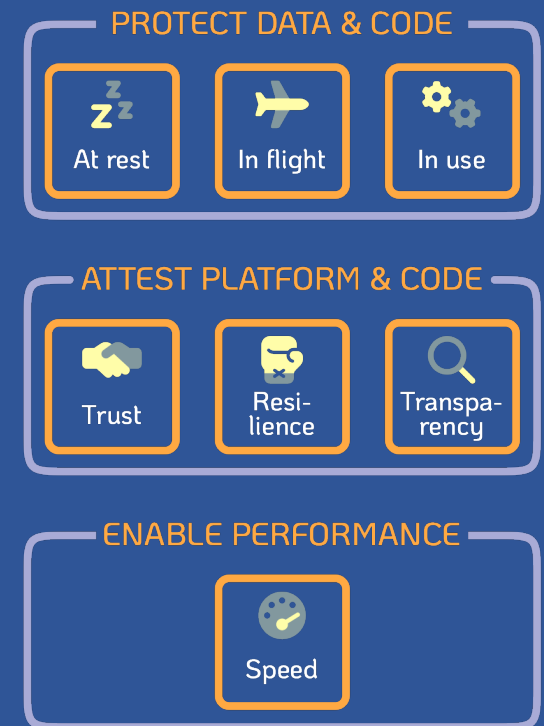 PROTECT DATA & CODE
At rest
In flight
In use
ATTEST PLATFORM & CODE
Trust
Resi-
lience
Transpa-
rency
ENABLE PERFORMANCE
Speed